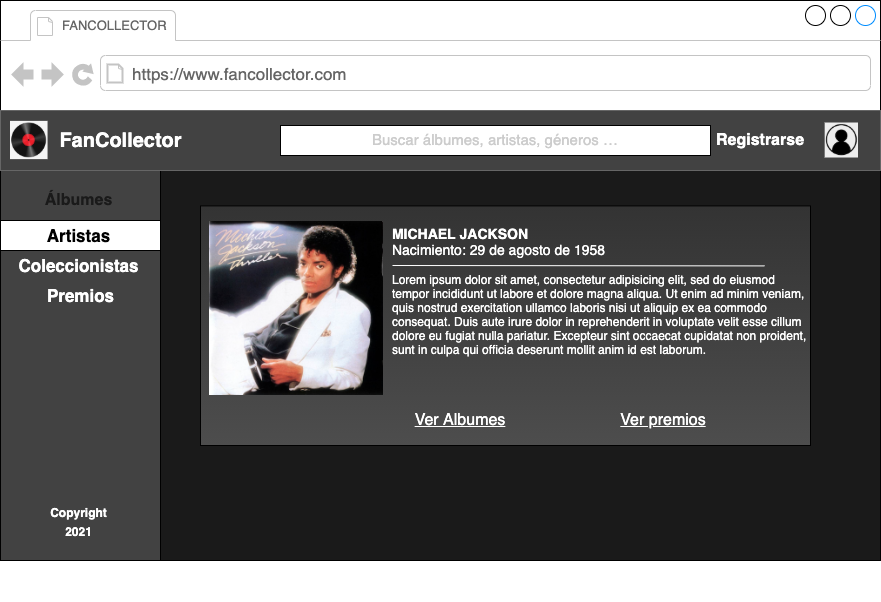 FANCOLLECTOR
https://www.fancollector.com
FanCollector
Buscar álbumes, artistas, géneros ...
Registrarse
Álbumes
Artistas
Coleccionistas
Premios
Copyright
2021
Michael
Jackson
Thriller
MICHAEL JACKSON
Nacimiento: 29 de agosto de 1958
Lorem ipsum dolor sit amet, consectetur adipisicing elit, sed do eiusmod
tempor incididunt ut labore et dolore magna aliqua. Ut enim ad minim veniam,
quis nostrud exercitation ullamco laboris nisi ut aliquip ex ea commodo
consequat. Duis aute irure dolor in reprehenderit in voluptate velit esse cillum
dolore eu fugiat nulla pariatur. Excepteur sint occaecat cupidatat non proident,
sunt in culpa qui officia deserunt mollit anim id est laborum.
Ver Albumes
Ver premios